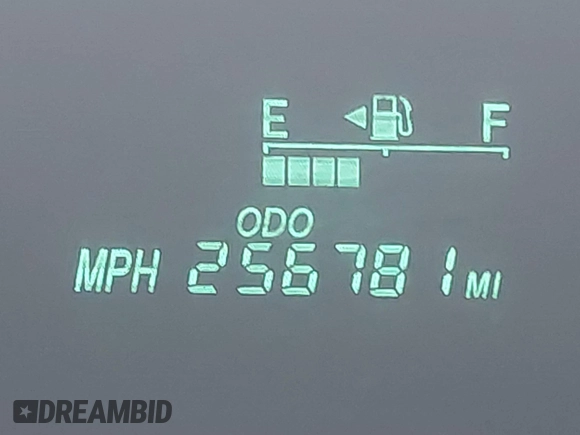 E F
ODO
MPH 256781 MI
DREAMBID